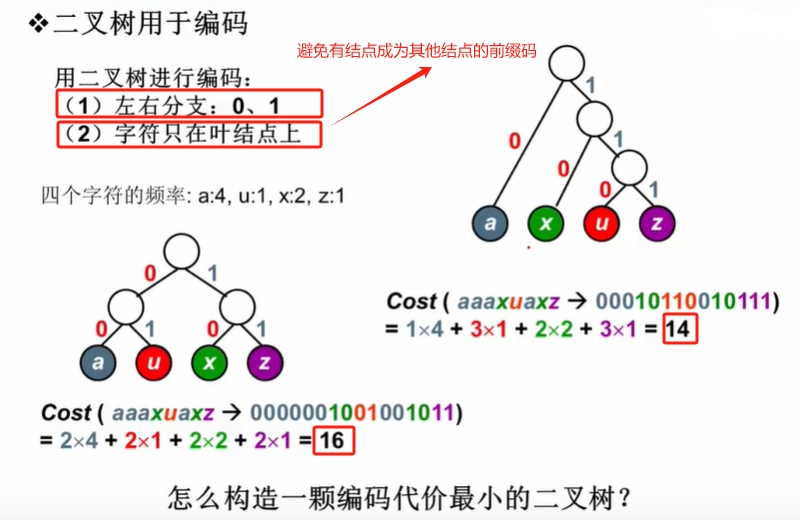 ❖二叉树用于编码
避免有结点成为其他结点的前缀码
用二叉树进行编码：
（1）左右分支：0、1
（2）字符只在叶结点上
四个字符的频率: a:4, u:1, x:2, z:1
1
0
1
0
0
1
a
x
u
z
0
1
0
1
0
1
a
u
x
z
Cost ( aaaxuaxz → 00010110010111)
= 1×4 + 3×1 + 2×2 + 3×1 = 14
Cost ( aaaxuaxz → 0000001001001011)
= 2×4 + 2×1 + 2×2 + 2×1 = 16
怎么构造一颗编码代价最小的二叉树？